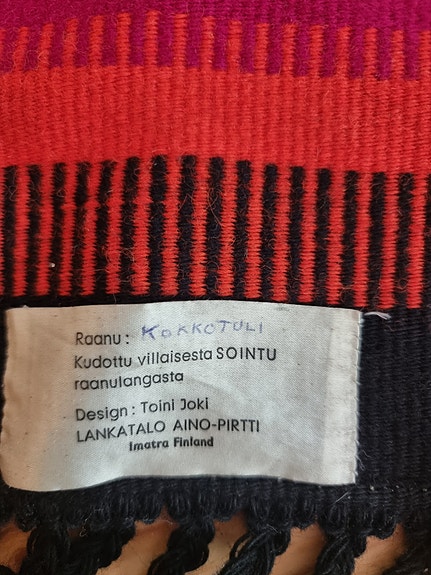 Raanu: KOKKOTULI
Kudottu villaisesta SOINTU
raanulangasta
Design: Toini Joki
LANKATALO AINO-PIRTTI
Imatra Finland